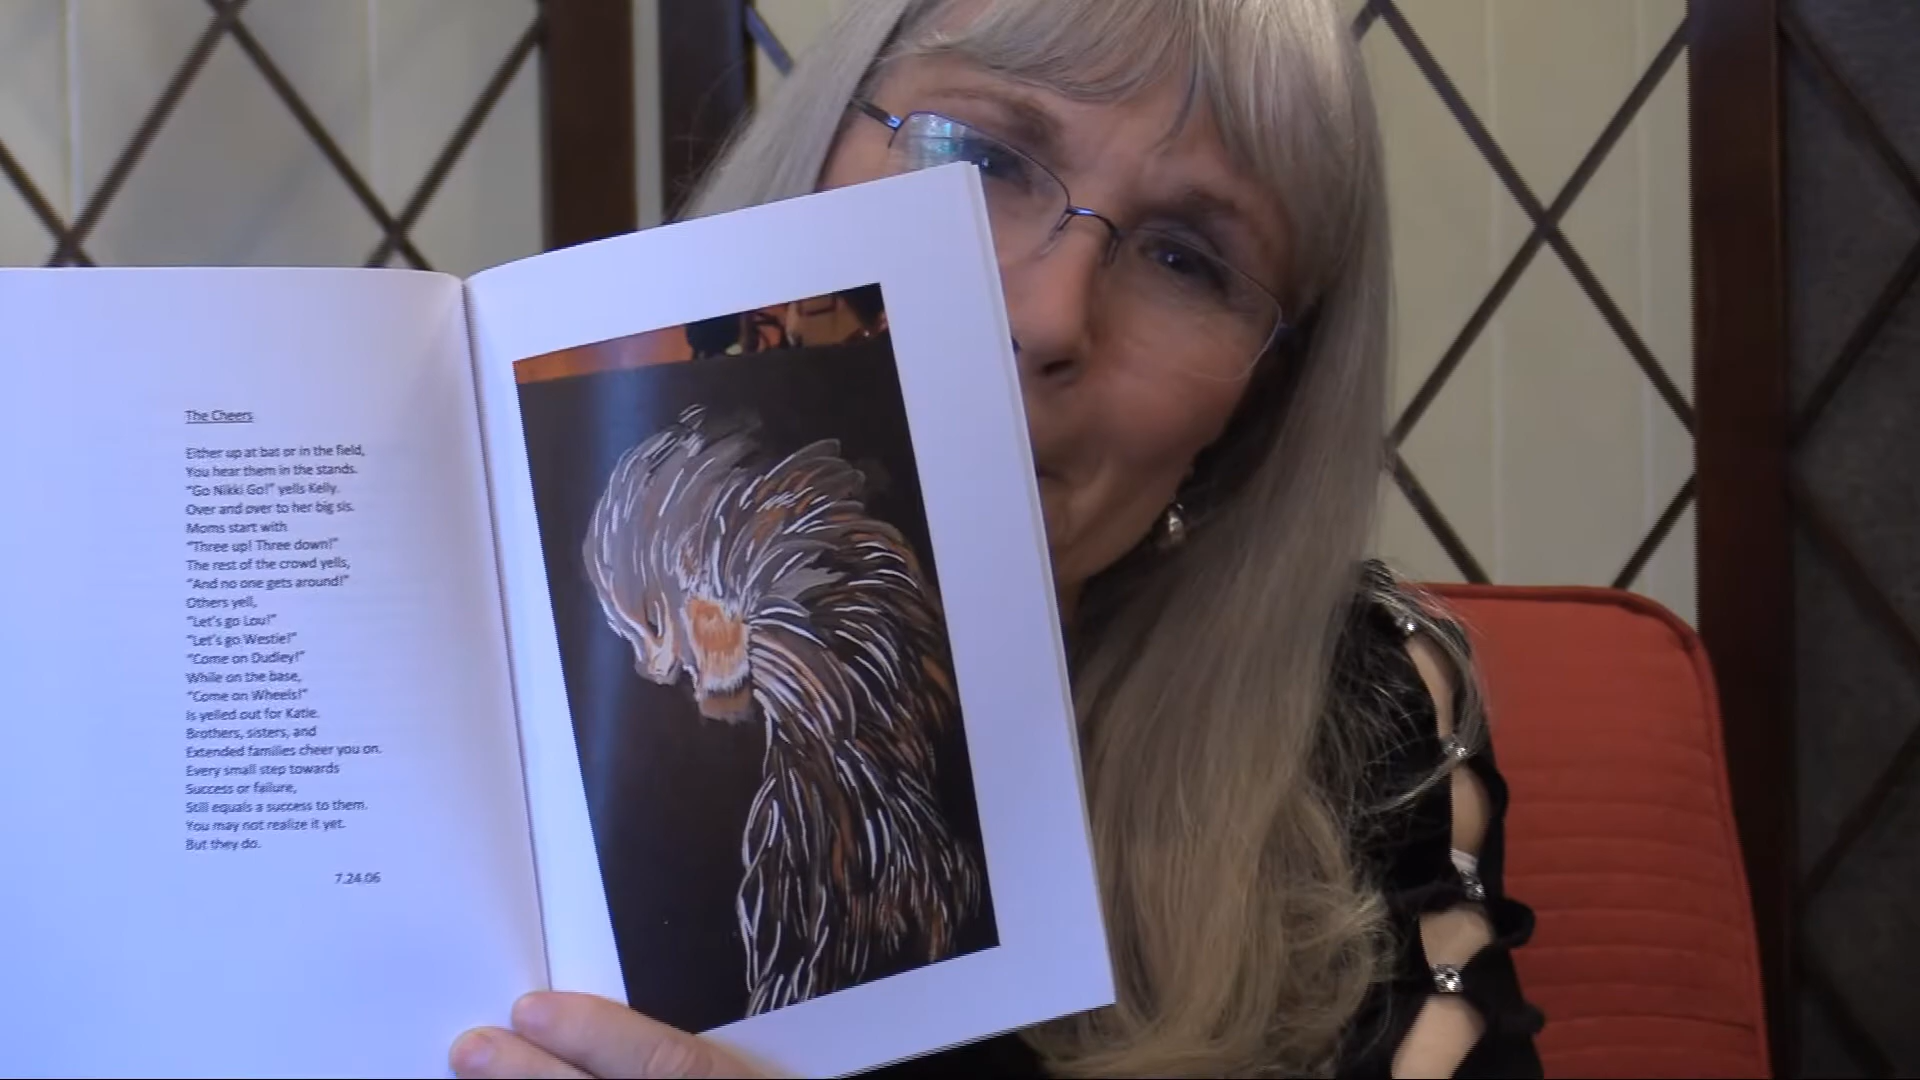 The Cheers
Either up at bat or in the field,
You hear them in the stands.
"Go Nikki Go!" yells Kelly.
Over and over to her big sis.
Moms start with
"Three up! Three down!"
The rest of the crowd yells,
"And no one gets around!"
Others yell,
"Let's go Lou!"
"Let's go Westie!"
"Come on Dudley!"
While on the base,
"Come on Wheels!"
Is yelled out for Katie.
Brothers, sisters, and
Extended families cheer you on.
Every small step towards
Success or failure,
Still equals a success to them.
You may not realize it yet.
But they do.
7.24.06